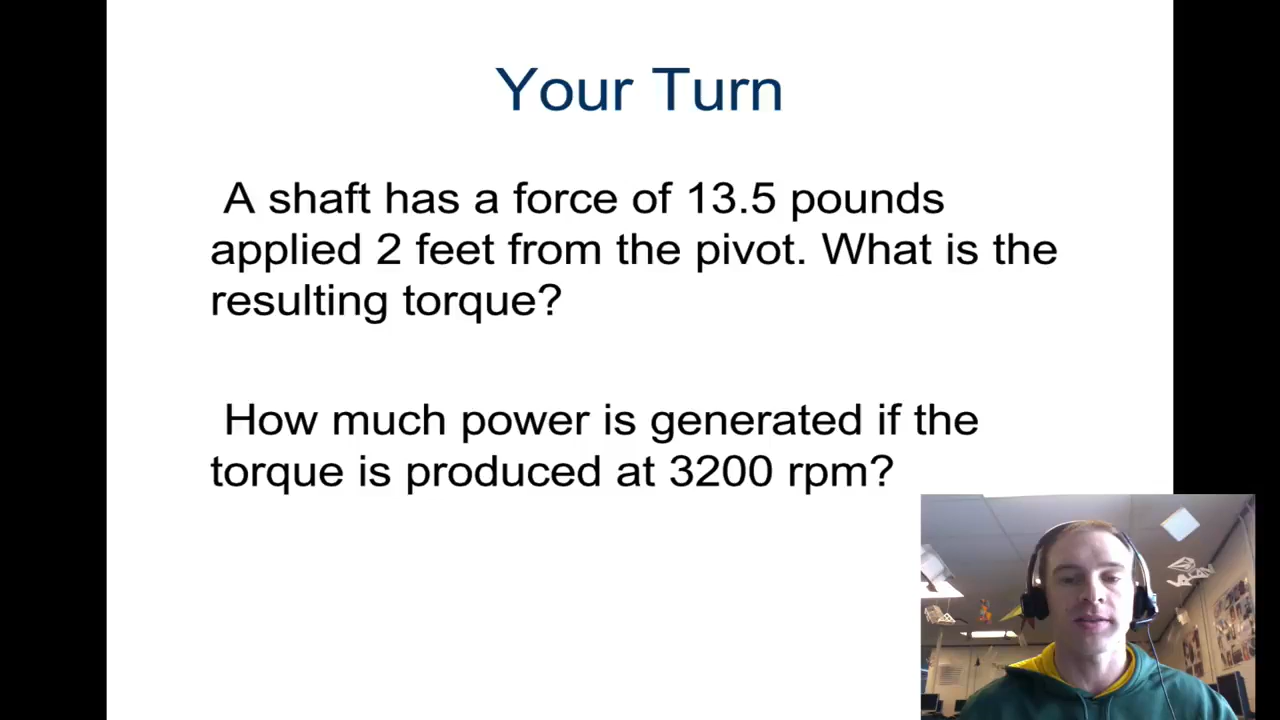 Your Turn
A shaft has a force of 13.5 pounds
applied 2 feet from the pivot. What is the
resulting torque?
How much power is generated if the
torque is produced at 3200 rpm?